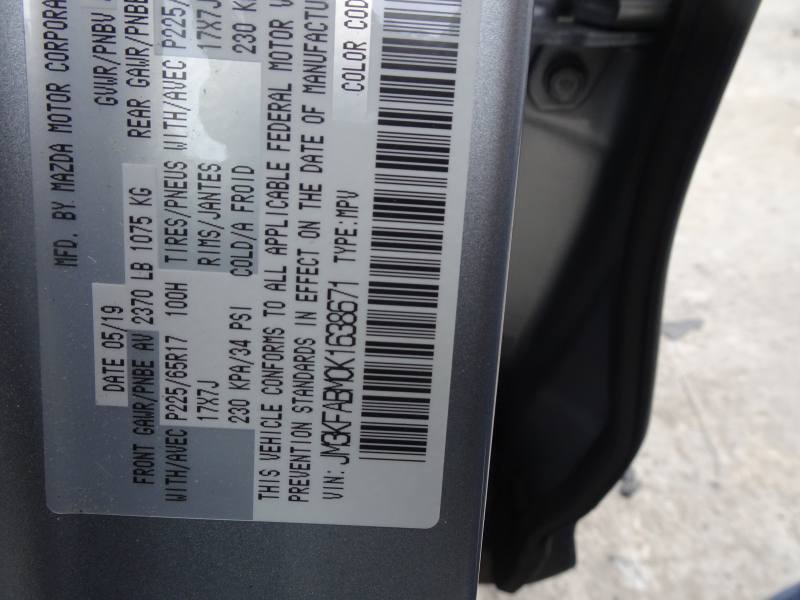 MFD. BY MAZDA MOTOR CORPORA
DATE 05/19 GVWR/PNBV
FRONT GAWR/PNBE AV 2370 LB 1075 KG REAR GAWR/PNBE
WITH/AVEC P225/65R17 100H TIRES/PNEUS WITH/AVEC P225/
17X7J RIMS/JANTES 17X7J
230 KPA/34 PSI COLD/A FROID 230 K
THIS VEHICLE CONFORMS TO ALL APPLICABLE FEDERAL MOTOR V
PREVENTION STANDARDS IN EFFECT ON THE DATE OF MANUFACTU
VIN: JM3KFABM0K1638671 TYPE: MPV COLOR COD